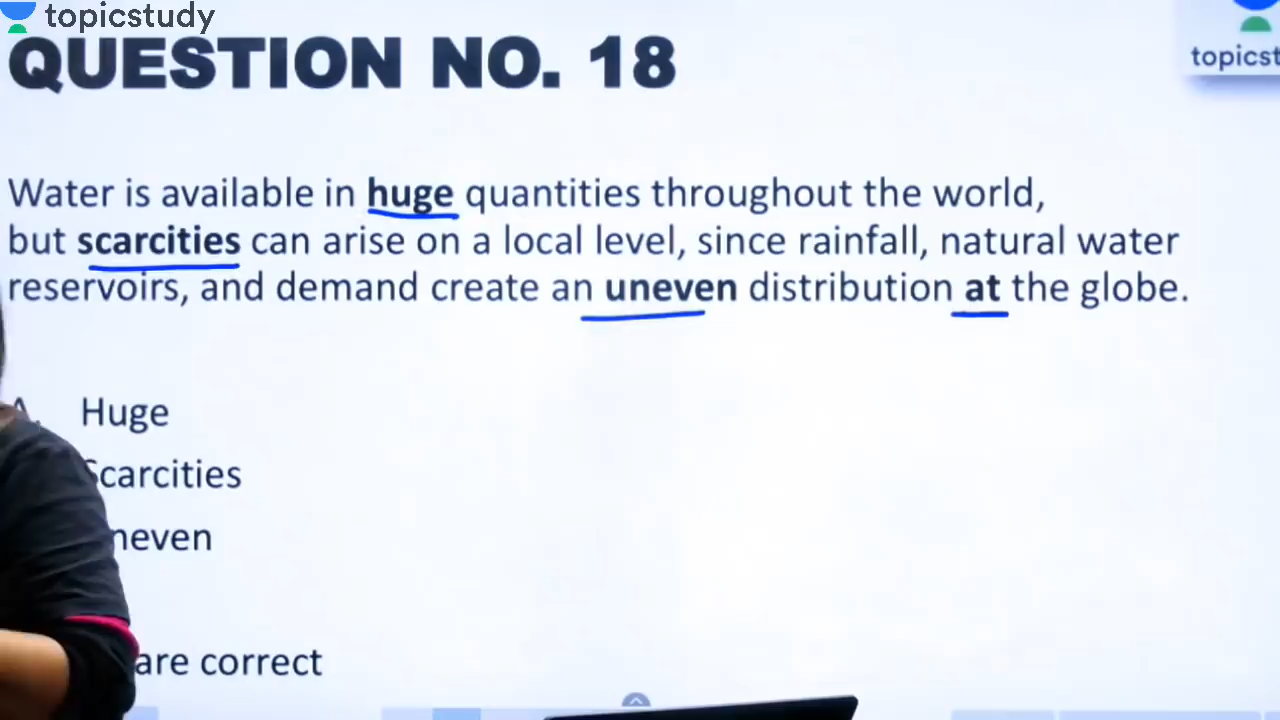 topicstudy
QUESTION NO. 18
topicst
Water is available in huge quantities throughout the world,
but scarcities can arise on a local level, since rainfall, natural water
reservoirs, and demand create an uneven distribution at the globe.
A. Huge
Scarcities
neven
are correct